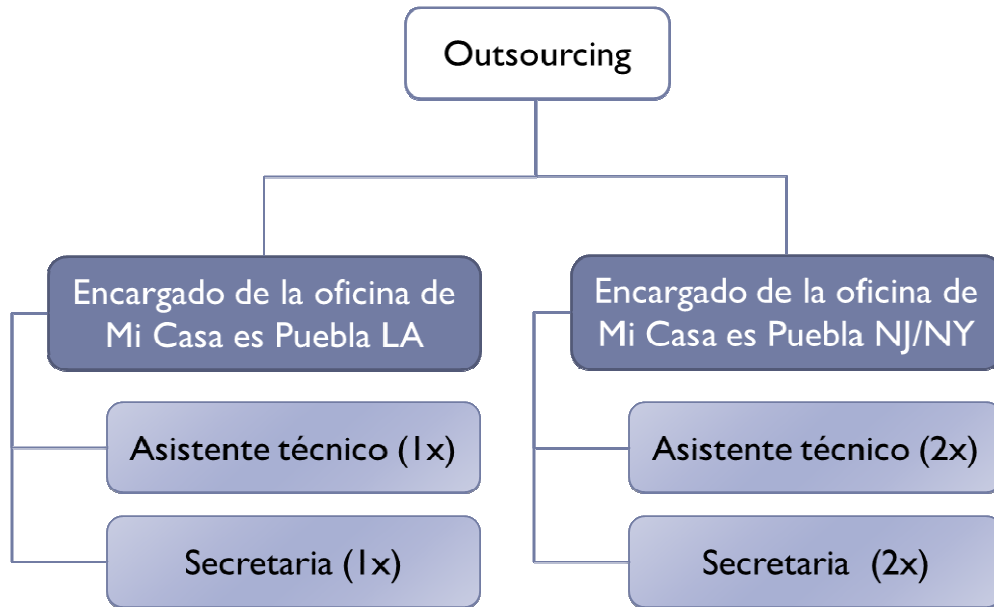 Outsourcing
Encargado de la oficina de
Mi Casa es Puebla LA
Asistente técnico (1x)
Secretaria (1x)
Encargado de la oficina de
Mi Casa es Puebla NJ/NY
Asistente técnico (2x)
Secretaria (2x)